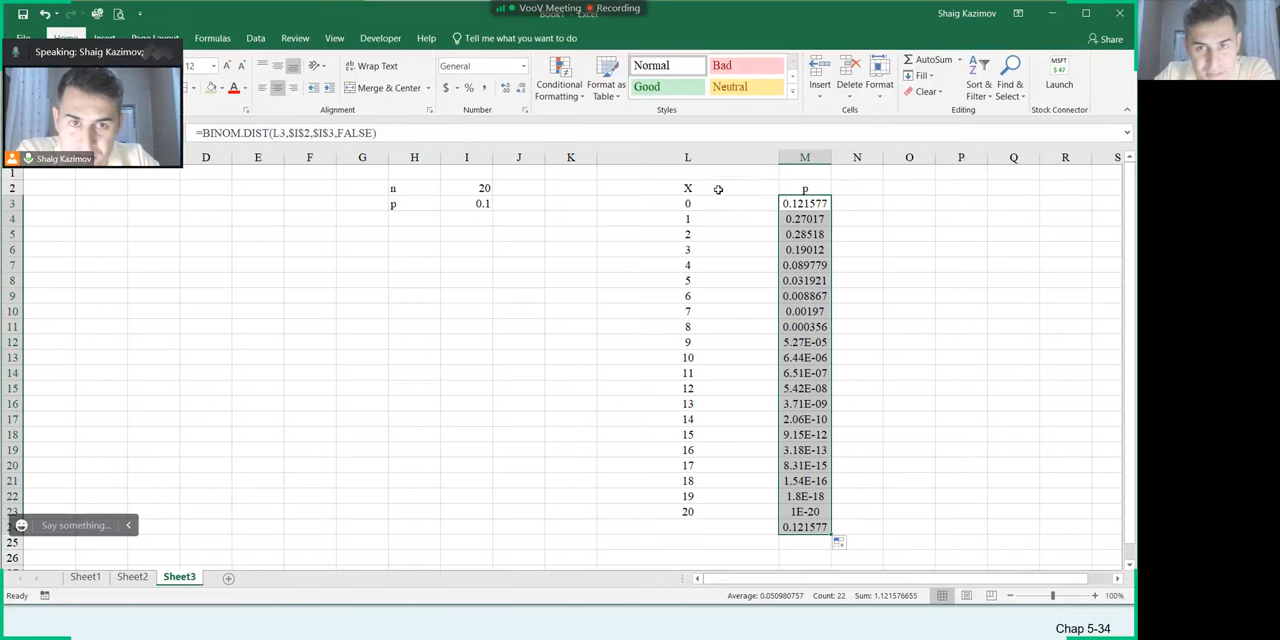 VooV Meeting Recording
Shaig Kazimov
Formulas Data Review View Developer Help Tell me what you want to do
Share
Speaking: Shaig Kazimov;
12 A A Wrap Text General Normal Bad AutoSum
Merge & Center $ % Conditional Formatting Format as Table Good Neutral Insert Delete Format Fill Clear Sort & Filter Find & Select MSFT $ 47 Launch
Alignment Number Styles Cells Editing Stock Connector
=BINOM.DIST(L3,$I$2,$I$3,FALSE)
Shaig Kazimov
D E F G H I J K L M N O P Q R S
1
2 n 20 X p
3 p 0.1 0 0.121577
4 1 0.27017
5 2 0.28518
6 3 0.19012
7 4 0.089779
8 5 0.031921
9 6 0.008867
10 7 0.00197
11 8 0.000356
12 9 5.27E-05
13 10 6.44E-06
14 11 6.51E-07
15 12 5.42E-08
16 13 3.71E-09
17 14 2.06E-10
18 15 9.15E-12
19 16 3.18E-13
20 17 8.31E-15
21 18 1.54E-16
22 19 1.8E-18
23 20 1E-20
Say something... 0.121577
25
26
Sheet1 Sheet2 Sheet3
Ready Average: 0.050980757 Count: 22 Sum: 1.121576655 100%
Chap 5-34